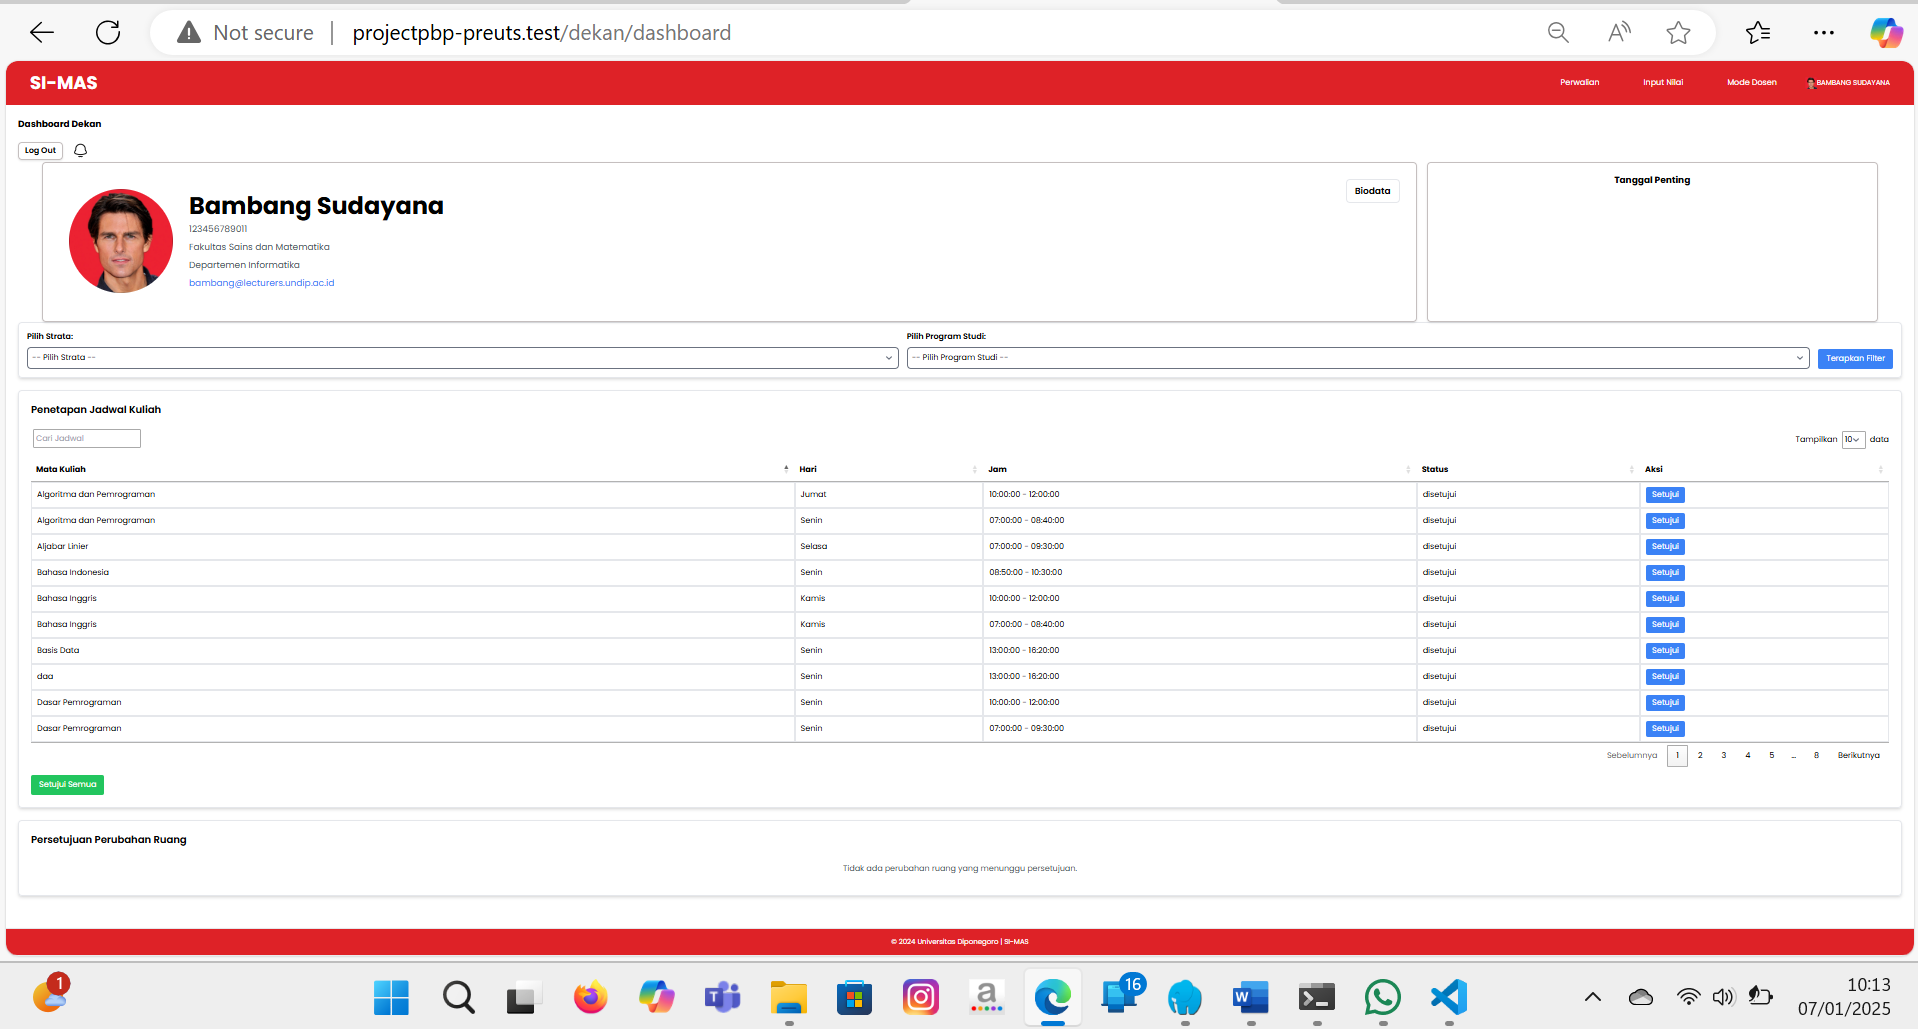 Not secure | projectpbp-preuts.test/dekan/dashboard
SI-MAS Perwalian Input Nilai Mode Dosen BAMBANG SUDAYANA
Dashboard Dekan
Log Out
Biodata
Bambang Sudayana
123456789011
Fakultas Sains dan Matematika
Departemen Informatika
bambang@lecturers.undip.ac.id
Tanggal Penting
Pilih Strata: Pilih Program Studi:
-- Pilih Strata -- -- Pilih Program Studi -- Terapkan Filter
Penetapan Jadwal Kuliah
Cari Jadwal Tampilkan 10 data
Mata Kuliah Hari Jam Status Aksi
Algoritma dan Pemrograman Jumat 10:00:00 - 12:00:00 disetujui Setujui
Algoritma dan Pemrograman Senin 07:00:00 - 08:40:00 disetujui Setujui
Aljabar Linier Selasa 07:00:00 - 09:30:00 disetujui Setujui
Bahasa Indonesia Senin 08:50:00 - 10:30:00 disetujui Setujui
Bahasa Inggris Kamis 10:00:00 - 12:00:00 disetujui Setujui
Bahasa Inggris Kamis 07:00:00 - 08:40:00 disetujui Setujui
Basis Data Senin 13:00:00 - 16:20:00 disetujui Setujui
daa Senin 13:00:00 - 16:20:00 disetujui Setujui
Dasar Pemrograman Senin 10:00:00 - 12:00:00 disetujui Setujui
Dasar Pemrograman Senin 07:00:00 - 09:30:00 disetujui Setujui
Sebelumnya 1 2 3 4 5 … 8 Berikutnya
Setujui Semua
Persetujuan Perubahan Ruang
Tidak ada perubahan ruang yang menunggu persetujuan.
© 2024 Universitas Diponegoro | SI-MAS
1
16
10:13
07/01/2025